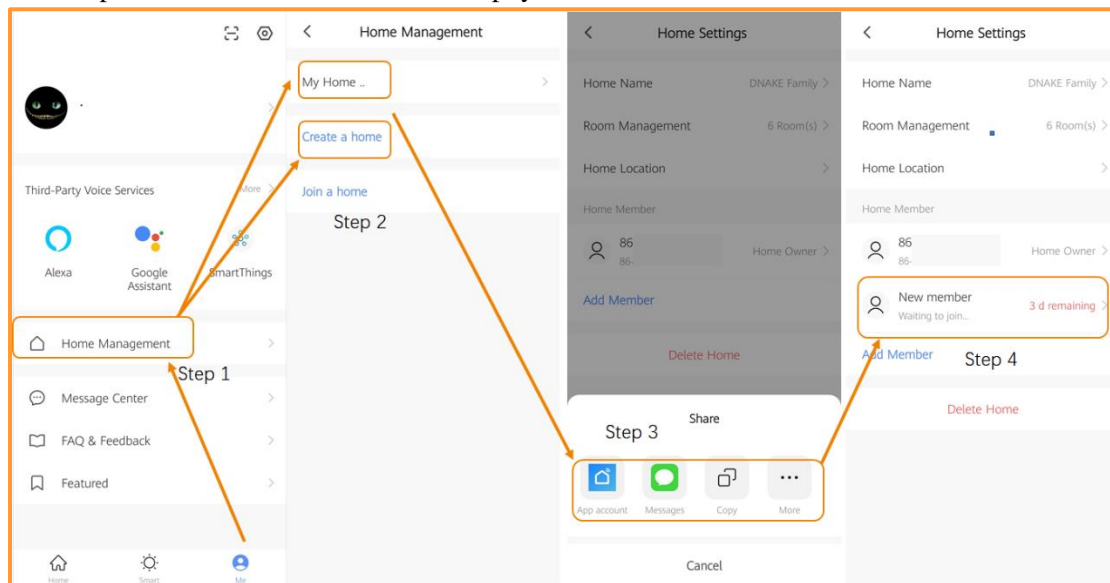 Home Management
My Home ..
Create a home
Join a home
Step 2
Third-Party Voice Services
More
Alexa
Google
Assistant
SmartThings
Home Management
Step 1
Message Center
FAQ & Feedback
Featured
Home
Smart
Me
Home Settings
Home Name
DNAKE Family
Room Management
6 Room(s)
Home Location
Home Member
86
86-
Home Owner
Add Member
Delete Home
Share
Step 3
App account
Messages
Copy
More
Cancel
Home Settings
Home Name
DNAKE Family
Room Management
6 Room(s)
Home Location
Home Member
86
86-
Home Owner
New member
Waiting to join...
3 d remaining
Add Member
Step 4
Delete Home